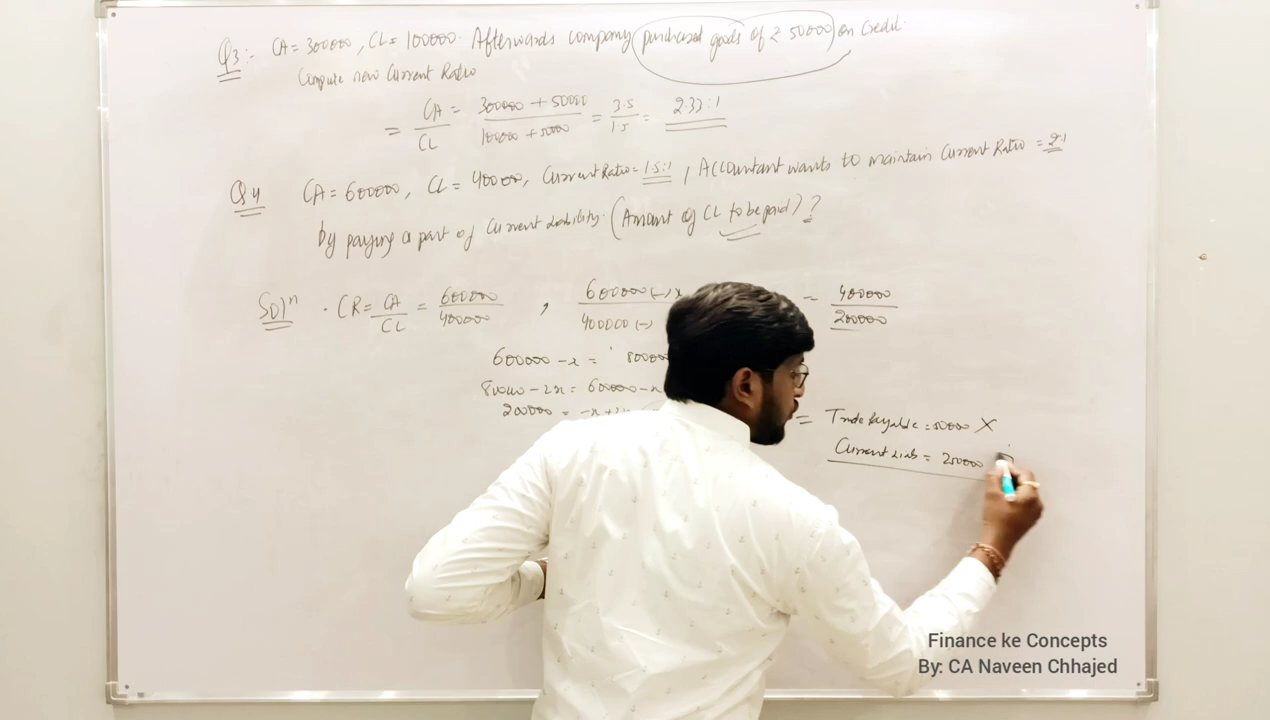 Q3:- CA = 300000, CL = 100000. Afterwards company purchased goods of ₹ 50000 on credit.
Compute new Current Ratio
= CA/CL = 300000 + 50000 / 100000 + 50000 = 3.5/1.5 = 2.33:1
Q4 CA = 600000, CL = 400000, Current Ratio = 1.5:1, Accountant wants to maintain Current Ratio = 2:1
by paying a part of Current Liability. (Amount of CL to be paid)?
Solⁿ · CR = CA/CL = 600000/400000 , 600000 (-) x / 400000 (-) = 400000/200000
600000 - x = 800000
800000 - 2x = 600000 - x
200000 = -x + 2x
= Trade payable = 50000 X
Current Liab = 250000
Finance ke Concepts
By: CA Naveen Chhajed